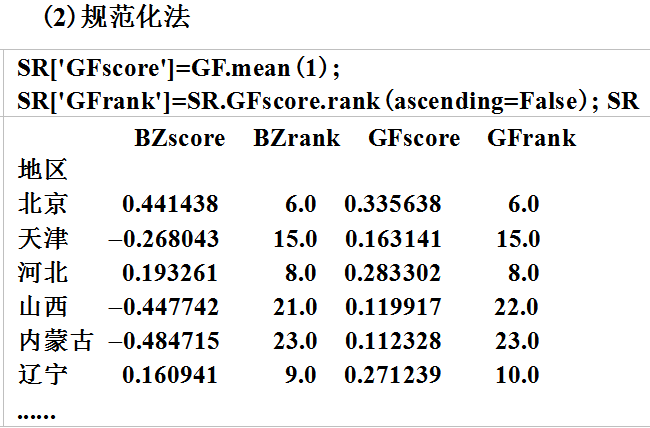 (2)规范化法
SR['GFscore']=GF.mean(1);
SR['GFrank']=SR.GFscore.rank(ascending=False); SR
BZscore BZrank GFscore GFrank
地区
北京 0.441438 6.0 0.335638 6.0
天津 –0.268043 15.0 0.163141 15.0
河北 0.193261 8.0 0.283302 8.0
山西 –0.447742 21.0 0.119917 22.0
内蒙古 –0.484715 23.0 0.112328 23.0
辽宁 0.160941 9.0 0.271239 10.0
......